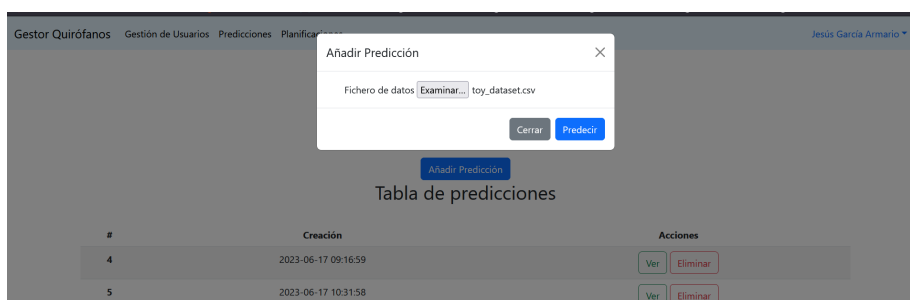 Gestor Quirófanos Gestión de Usuarios Predicciones Jesús García Armario
Añadir Predicción
Fichero de datos Examinar... toy_dataset.csv
Cerrar Predecir
Añadir Predicción
Tabla de predicciones
# Creación Acciones
4 2023-06-17 09:16:59 Ver Eliminar
5 2023-06-17 10:31:58 Ver Eliminar